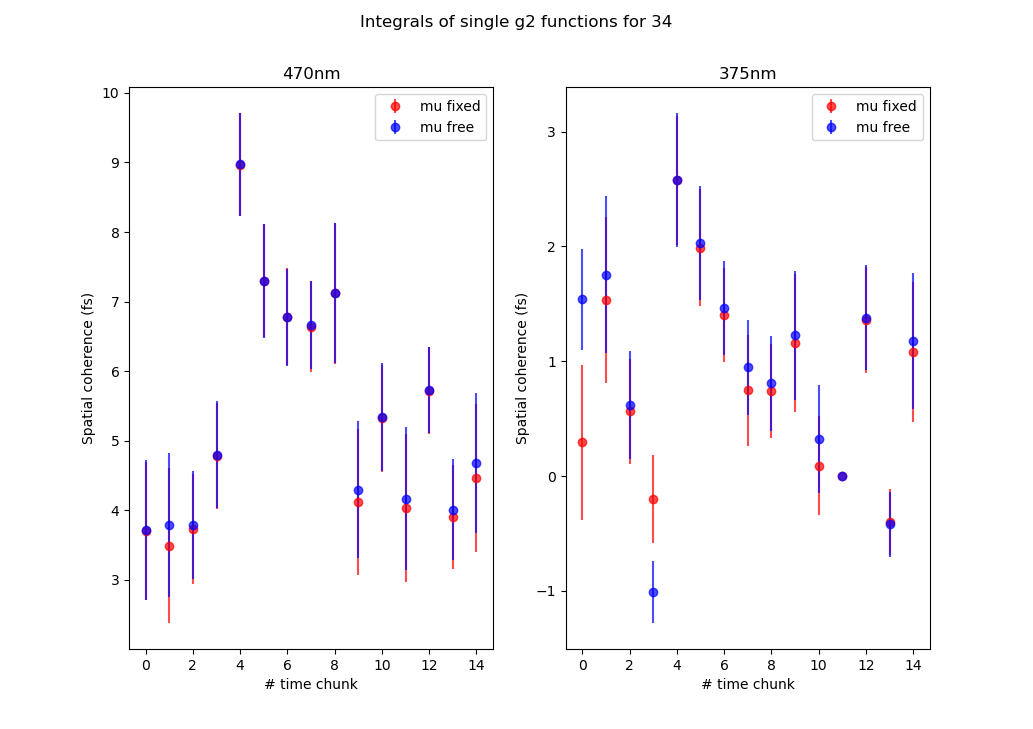 Integrals of single g2 functions for 34
470nm
mu fixed
mu free
10
9
8
7
6
5
4
3
Spatial coherence (fs)
0 2 4 6 8 10 12 14
# time chunk
375nm
mu fixed
mu free
3
2
1
0
−1
Spatial coherence (fs)
0 2 4 6 8 10 12 14
# time chunk